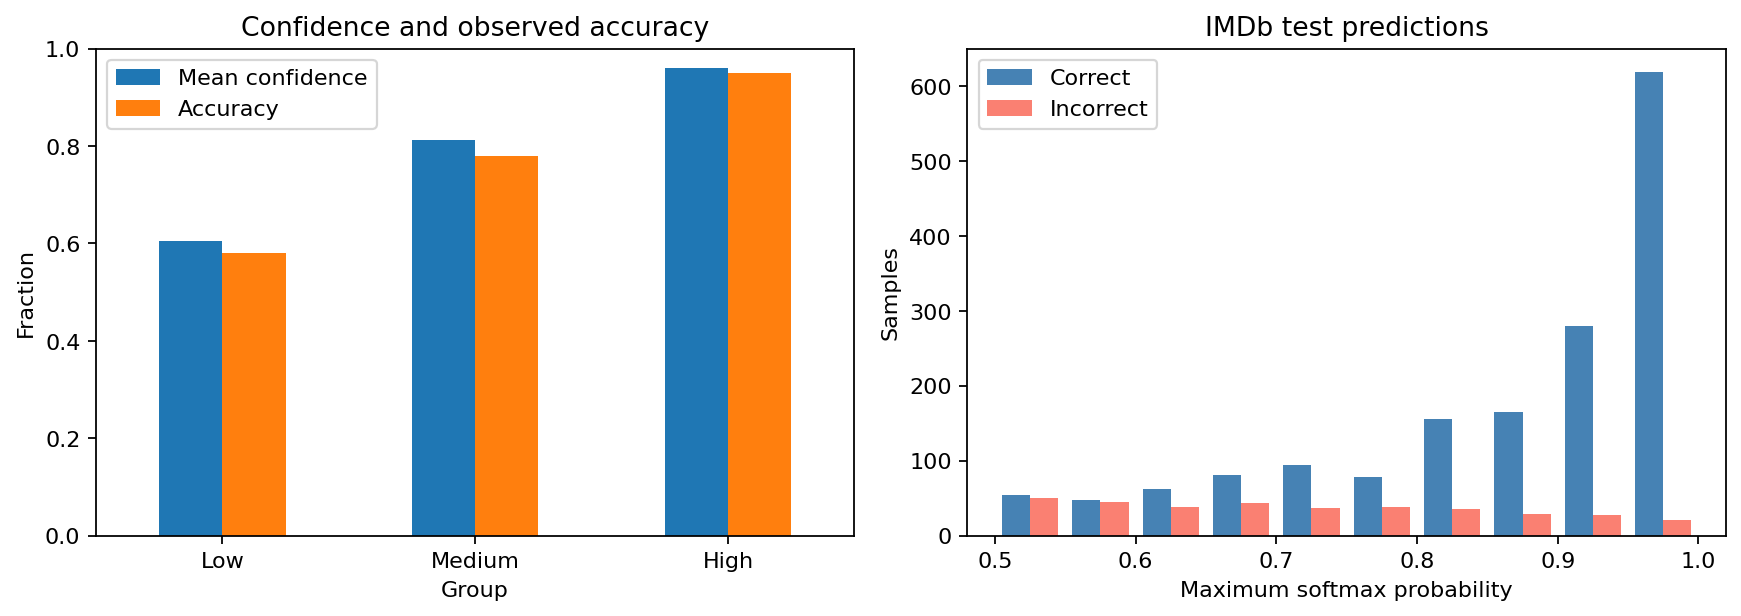 Confidence and observed accuracy
Mean confidence
Accuracy
1.0
0.8
0.6
0.4
0.2
0.0
Fraction
Low Medium High
Group
IMDb test predictions
Correct
Incorrect
600
500
400
300
200
100
0
Samples
0.5 0.6 0.7 0.8 0.9 1.0
Maximum softmax probability